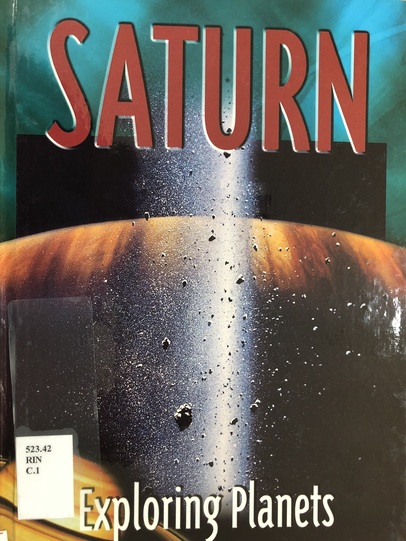 SATURN
523.42
RIN
C.1
Exploring Planets